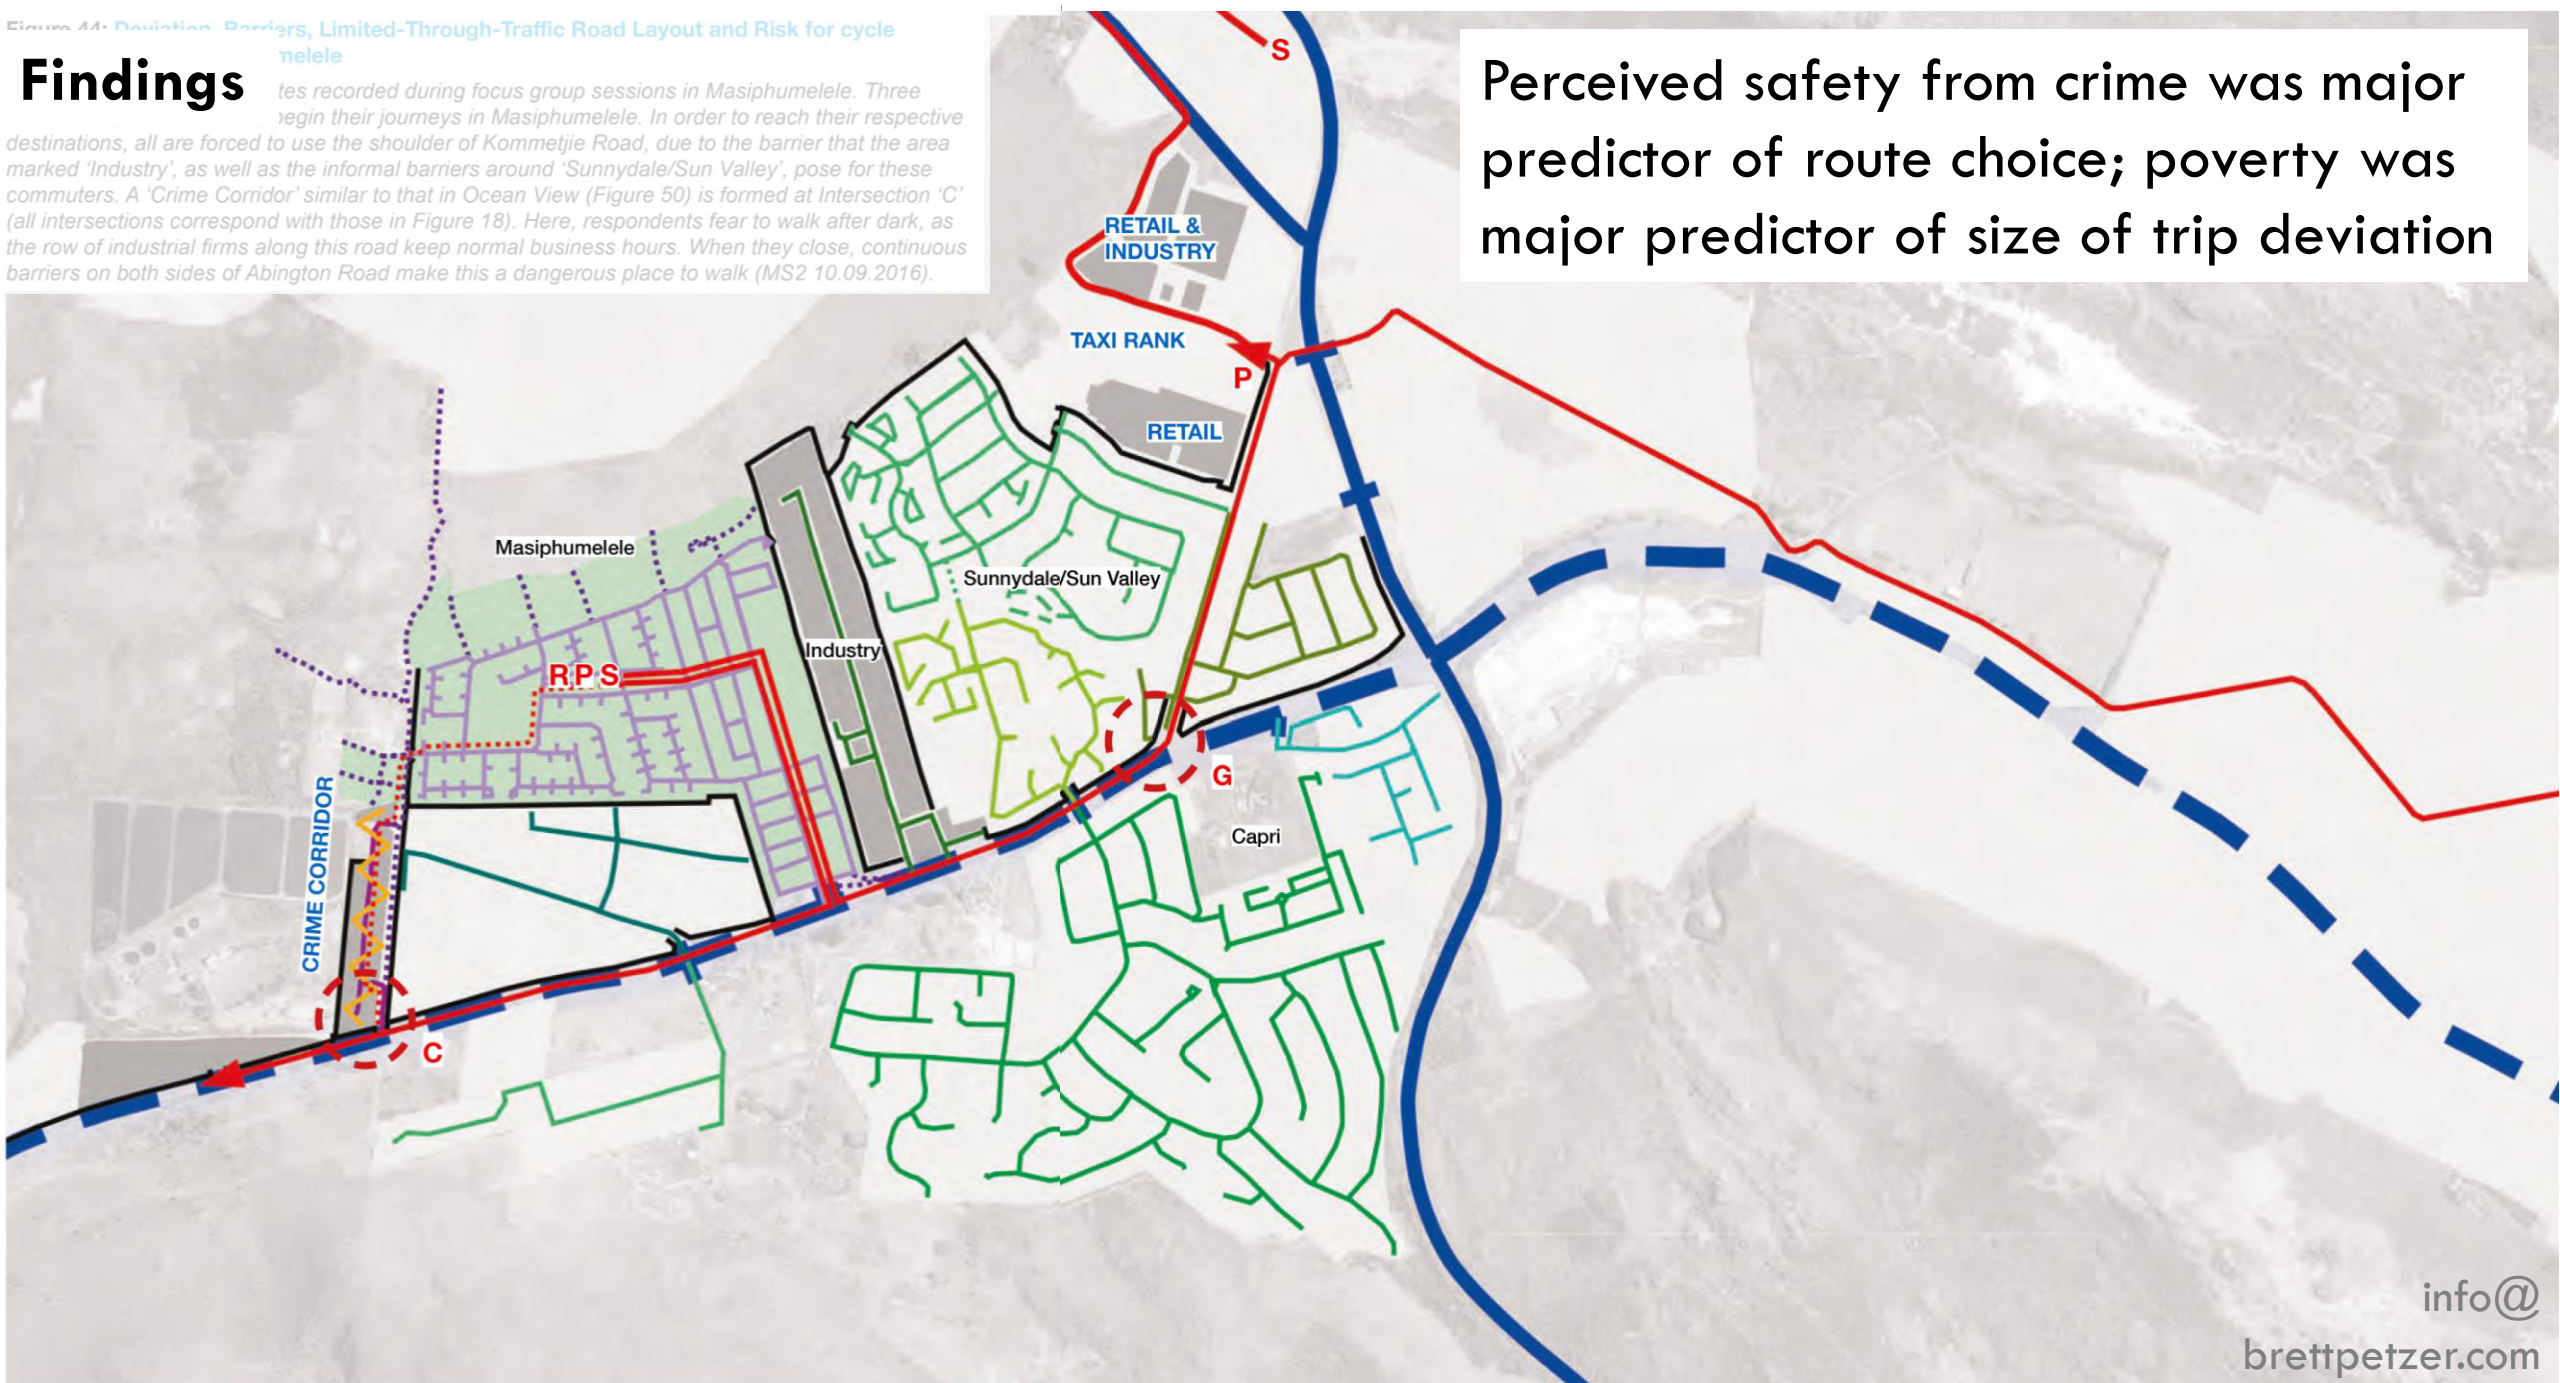 Figure 44: Deviation, Barriers, Limited-Through-Traffic Road Layout and Risk for cycle
Findings
tes recorded during focus group sessions in Masiphumelele. Three
begin their journeys in Masiphumelele. In order to reach their respective
destinations, all are forced to use the shoulder of Kommetjie Road, due to the barrier that the area
marked ‘Industry’, as well as the informal barriers around ‘Sunnydale/Sun Valley’, pose for these
commuters. A ‘Crime Corridor’ similar to that in Ocean View (Figure 50) is formed at Intersection ‘C’
(all intersections correspond with those in Figure 18). Here, respondents fear to walk after dark, as
the row of industrial firms along this road keep normal business hours. When they close, continuous
barriers on both sides of Abington Road make this a dangerous place to walk (MS2 10.09.2016).
Perceived safety from crime was major
predictor of route choice; poverty was
major predictor of size of trip deviation
S
RETAIL &
INDUSTRY
TAXI RANK
P
RETAIL
Masiphumelele
Sunnydale/Sun Valley
Industry
R P S
G
Capri
CRIME CORRIDOR
C
info@
brettpetzer.com